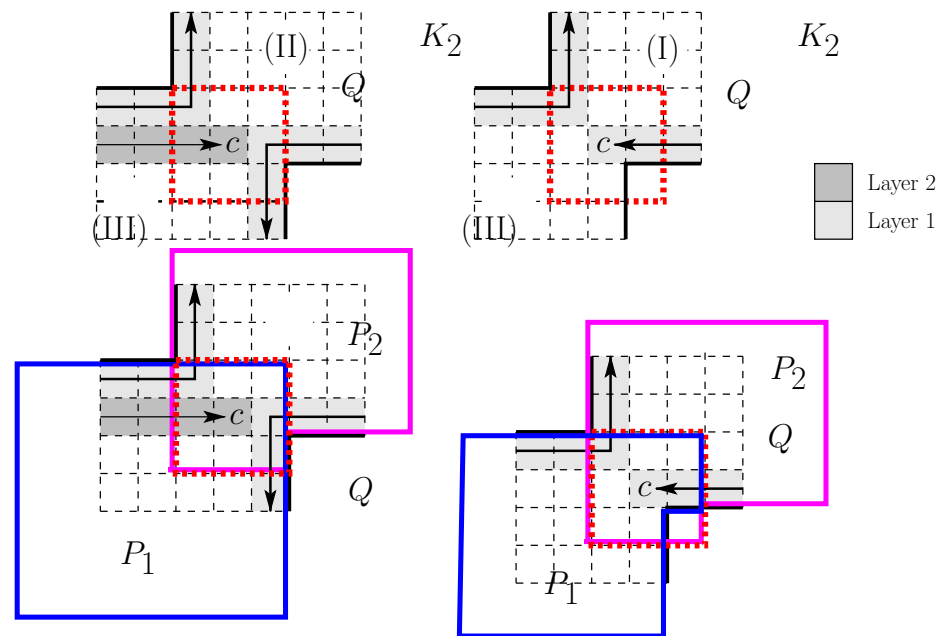 (II)
K₂
(I)
K₂
Q
Q
c
c
Layer 2
Layer 1
(III)
(III)
P₂
P₂
c
Q
c
Q
P₁
P₁